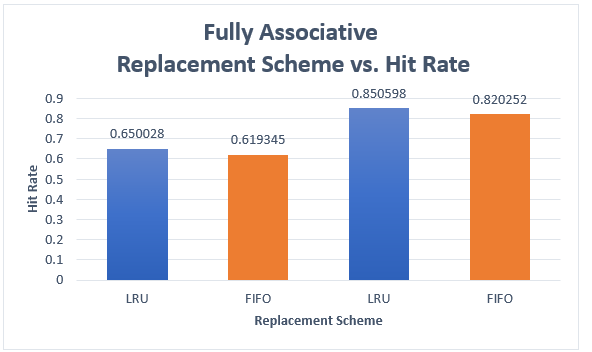 Fully Associative
Replacement Scheme vs. Hit Rate
Hit Rate
0.9
0.8
0.7
0.6
0.5
0.4
0.3
0.2
0.1
0
0.650028
0.619345
0.850598
0.820252
LRU
FIFO
LRU
FIFO
Replacement Scheme